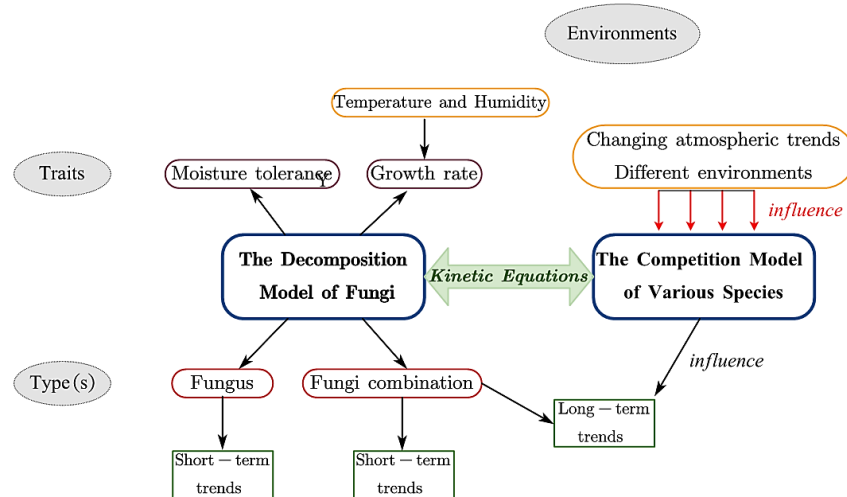 Environments
Temperature and Humidity
Changing atmospheric trends
Different environments
Traits
Moisture tolerance
Growth rate
influence
The Decomposition
Model of Fungi
Kinetic Equations
The Competition Model
of Various Species
influence
Type(s)
Fungus
Fungi combination
Long - term
trends
Short - term
trends
Short - term
trends